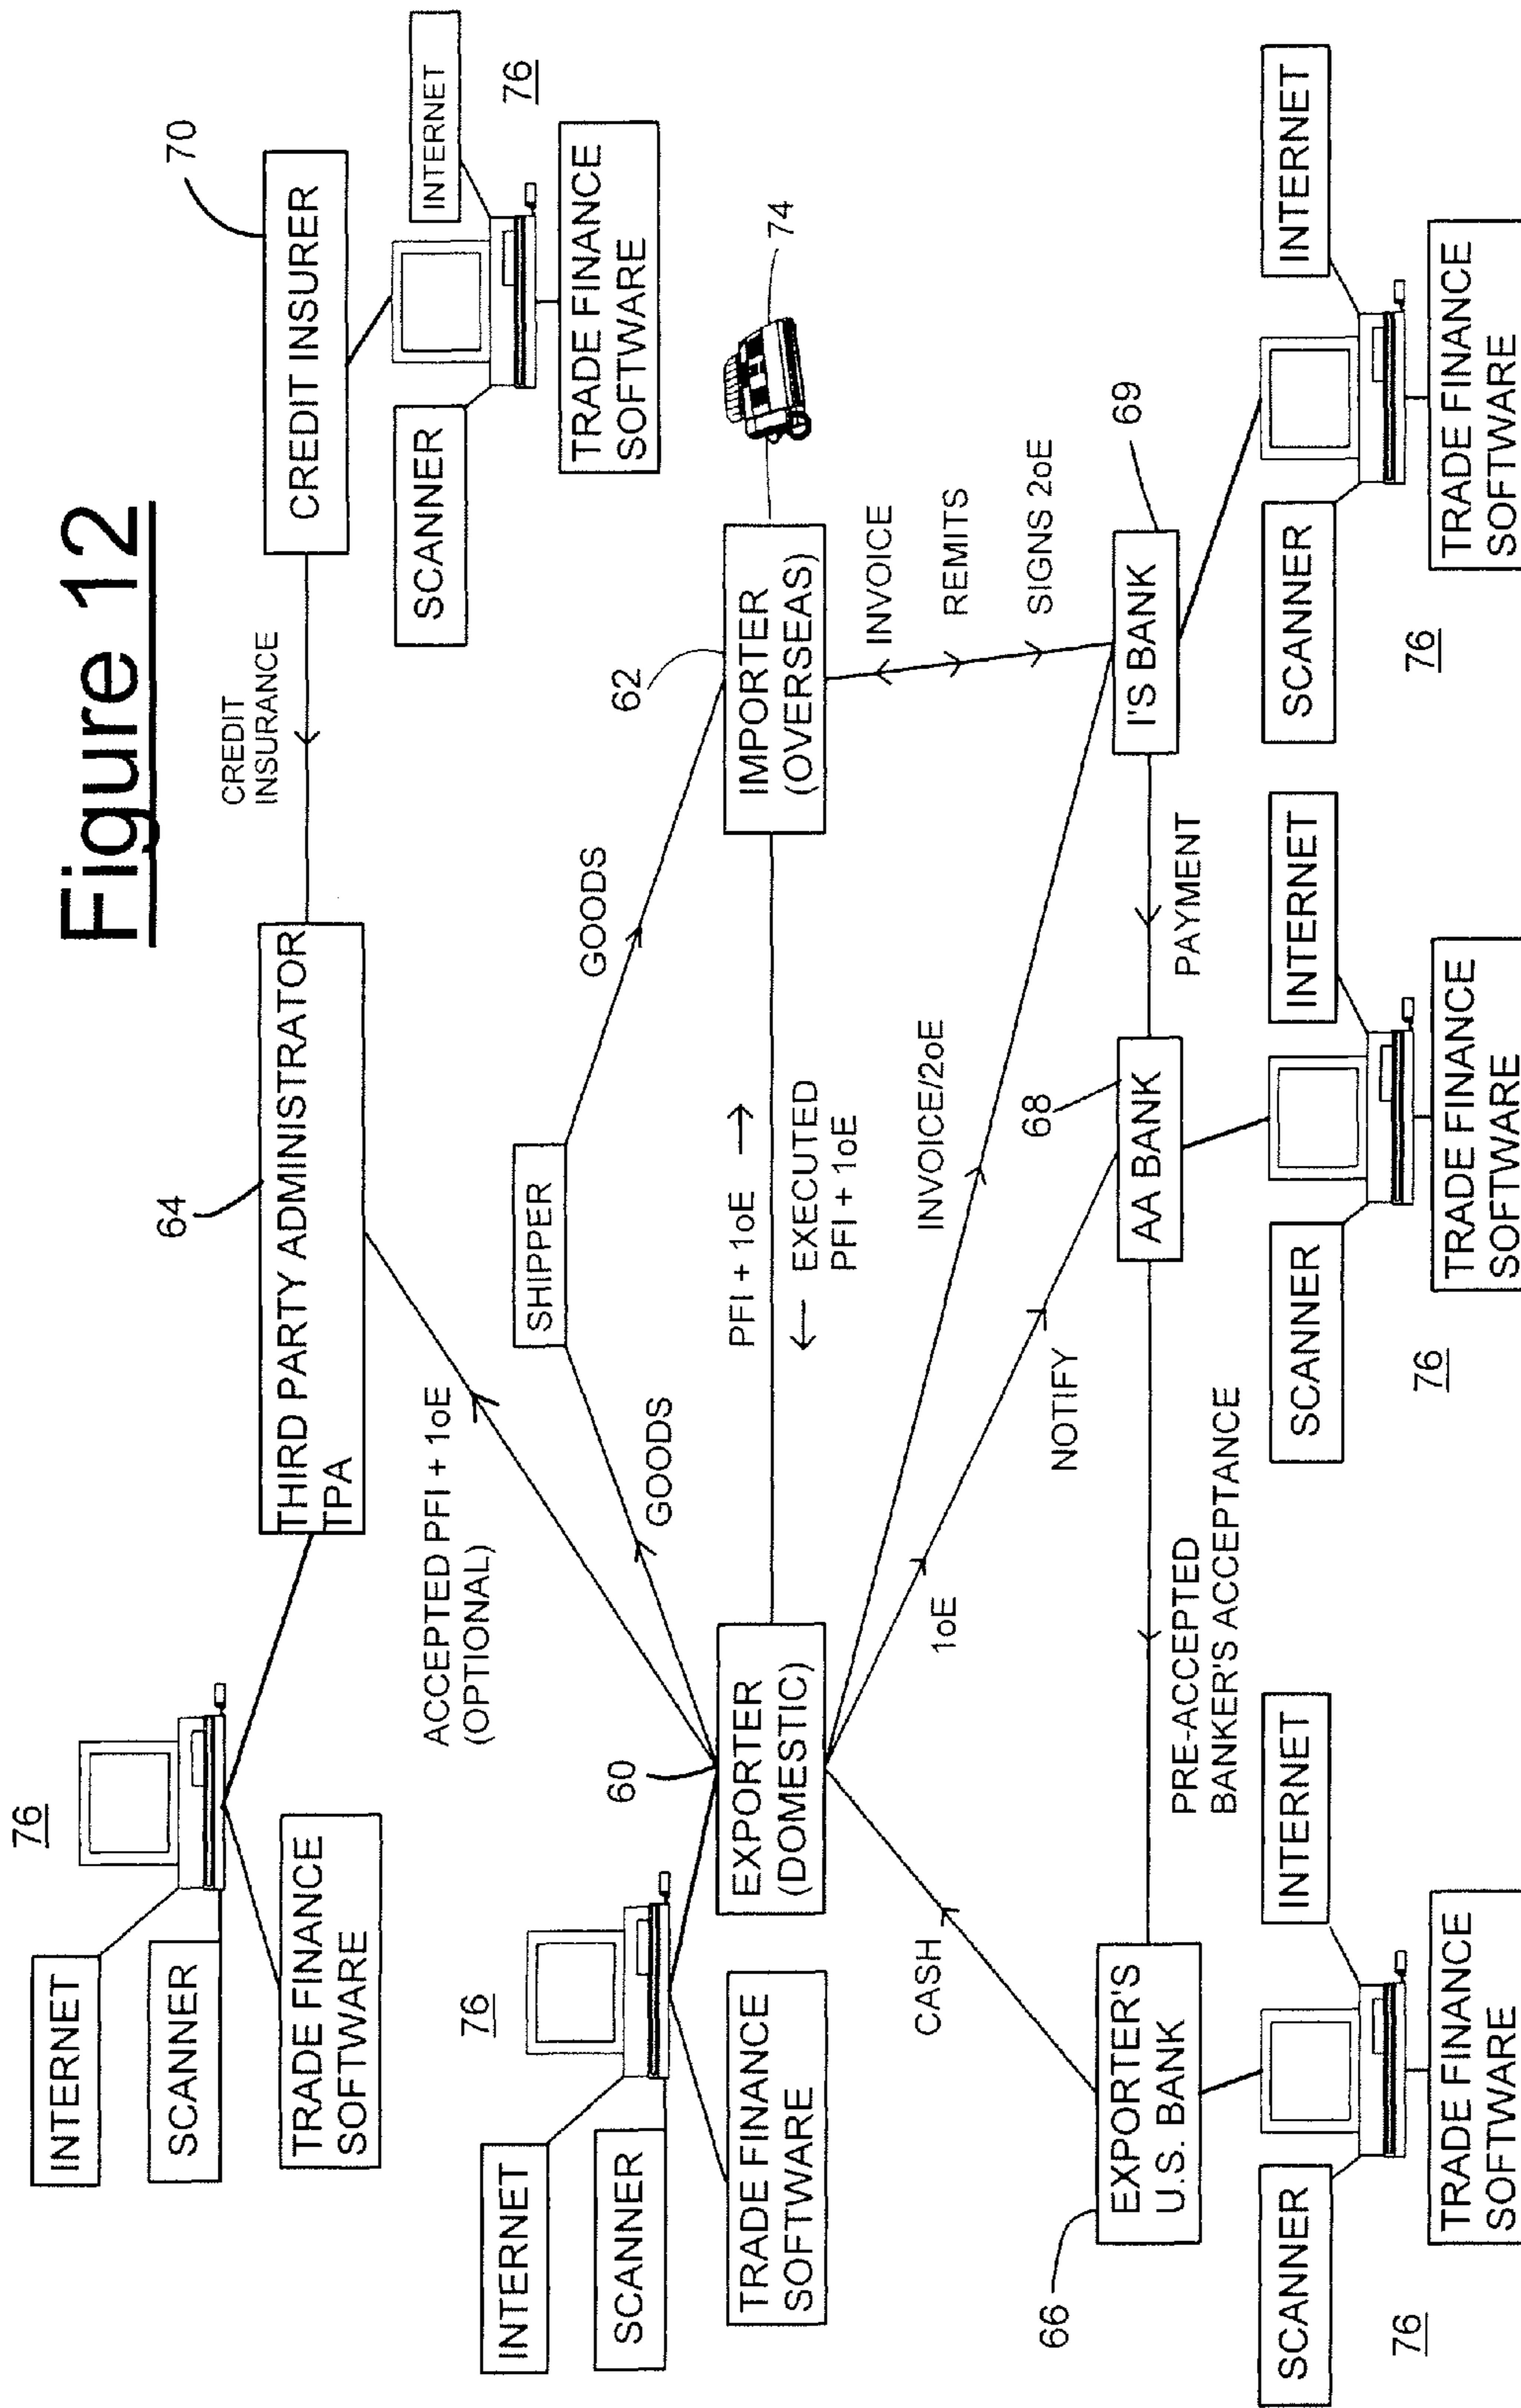 Figure 12
76
INTERNET
SCANNER
TRADE FINANCE
SOFTWARE
64
THIRD PARTY ADMINISTRATOR
TPA
CREDIT
INSURANCE
70
CREDIT INSURER
SCANNER
INTERNET
76
TRADE FINANCE
SOFTWARE
ACCEPTED PFI + 1oE
(OPTIONAL)
SHIPPER
GOODS
GOODS
76
INTERNET
SCANNER
TRADE FINANCE
SOFTWARE
60
EXPORTER
(DOMESTIC)
PFI + 1oE →
← EXECUTED
PFI + 1oE
62
IMPORTER
(OVERSEAS)
74
INVOICE
REMITS
SIGNS 2oE
CASH
1oE
NOTIFY
INVOICE/2oE
66
EXPORTER'S
U.S. BANK
PRE-ACCEPTED
BANKER'S ACCEPTANCE
68
AA BANK
PAYMENT
69
I'S BANK
SCANNER
INTERNET
76
TRADE FINANCE
SOFTWARE
SCANNER
INTERNET
76
TRADE FINANCE
SOFTWARE
SCANNER
INTERNET
76
TRADE FINANCE
SOFTWARE